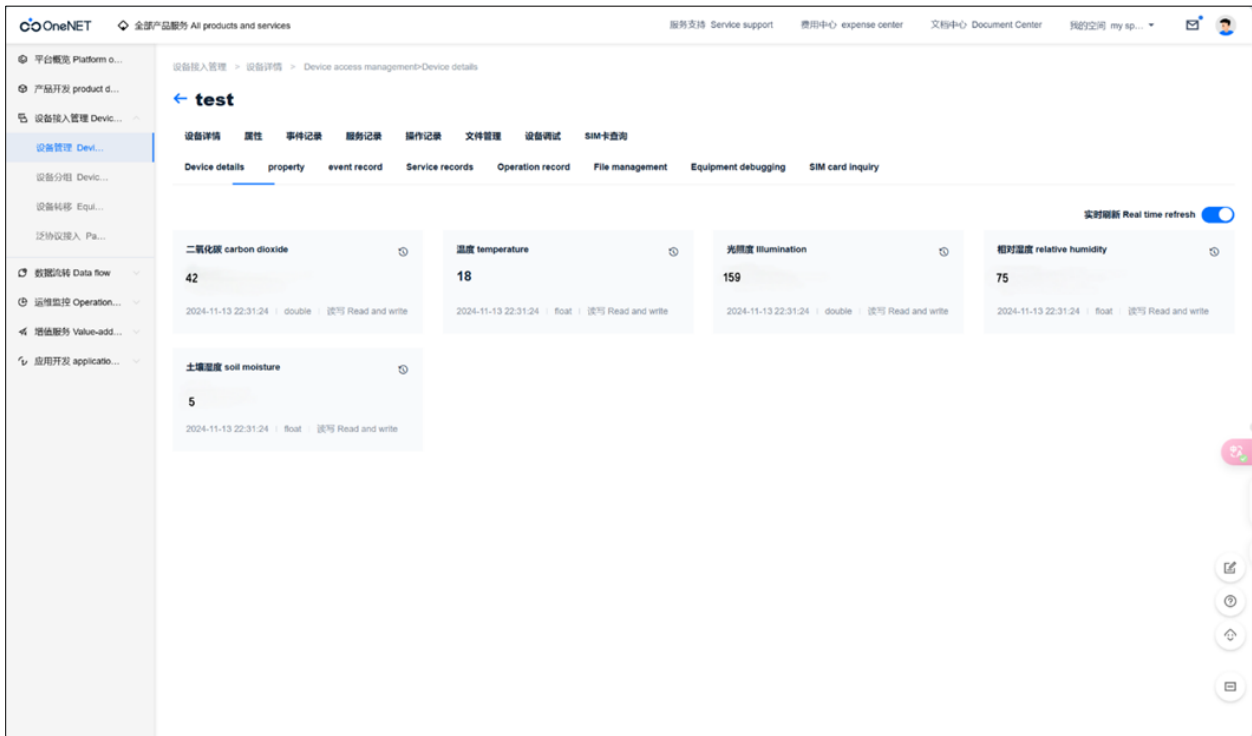 OneNET 全部产品服务 All products and services 服务支持 Service support 费用中心 expense center 文档中心 Document Center 我的空间 my sp...
平台概览 Platform o...
产品开发 product d...
设备接入管理 Devic...
设备管理 Devi...
设备分组 Devic...
设备转移 Equi...
泛协议接入 Pa...
数据流转 Data flow
运维监控 Operation...
增值服务 Value-add...
应用开发 applicatio...
设备接入管理 > 设备详情 > Device access management>Device details
← test
设备详情 属性 事件记录 服务记录 操作记录 文件管理 设备调试 SIM卡查询
Device details property event record Service records Operation record File management Equipment debugging SIM card inquiry
实时刷新 Real time refresh
二氧化碳 carbon dioxide
42
2024-11-13 22:31:24 | double | 读写 Read and write
温度 temperature
18
2024-11-13 22:31:24 | float | 读写 Read and write
光照度 Illumination
159
2024-11-13 22:31:24 | double | 读写 Read and write
相对湿度 relative humidity
75
2024-11-13 22:31:24 | float | 读写 Read and write
土壤湿度 soil moisture
5
2024-11-13 22:31:24 | float | 读写 Read and write